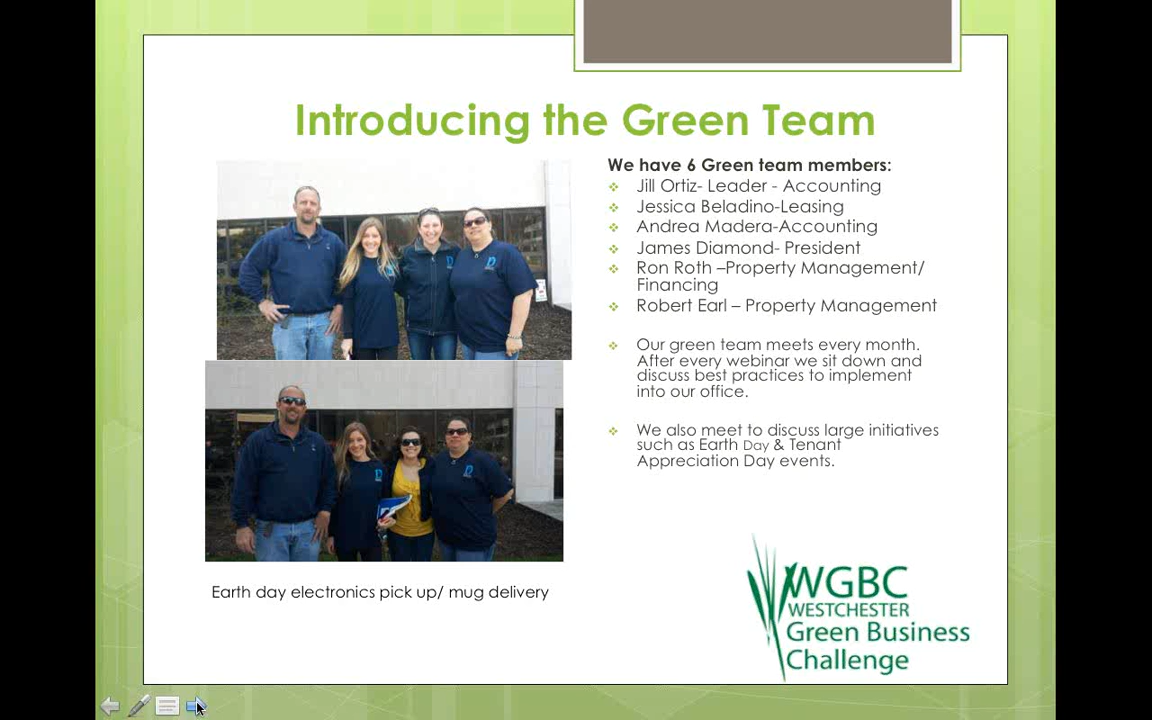 Introducing the Green Team
We have 6 Green team members:
Jill Ortiz- Leader - Accounting
Jessica Beladino-Leasing
Andrea Madera-Accounting
James Diamond- President
Ron Roth –Property Management/
Financing
Robert Earl – Property Management
Our green team meets every month.
After every webinar we sit down and
discuss best practices to implement
into our office.
We also meet to discuss large initiatives
such as Earth Day & Tenant
Appreciation Day events.
Earth day electronics pick up/ mug delivery
WGBC
WESTCHESTER
Green Business
Challenge